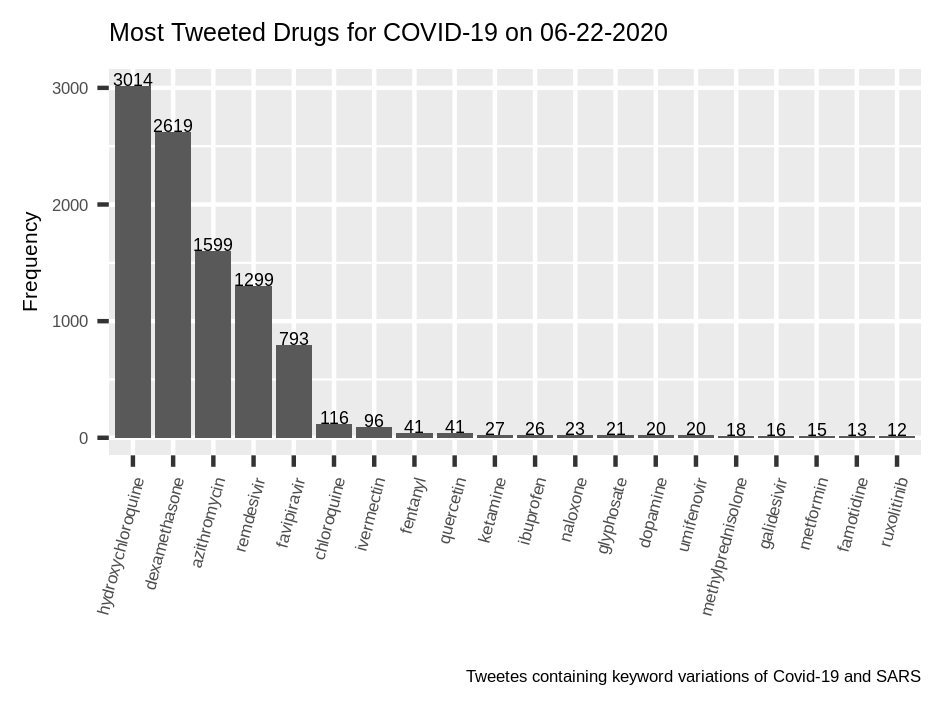 Most Tweeted Drugs for COVID-19 on 06-22-2020
Frequency
3000
2000
1000
0
3014
2619
1599
1299
793
116
96
41
41
27
26
23
21
20
20
18
16
15
13
12
hydroxychloroquine
dexamethasone
azithromycin
remdesivir
favipiravir
chloroquine
ivermectin
fentanyl
quercetin
ketamine
ibuprofen
naloxone
glyphosate
dopamine
umifenovir
methylprednisolone
galidesivir
metformin
famotidine
ruxolitinib
Tweetes containing keyword variations of Covid-19 and SARS